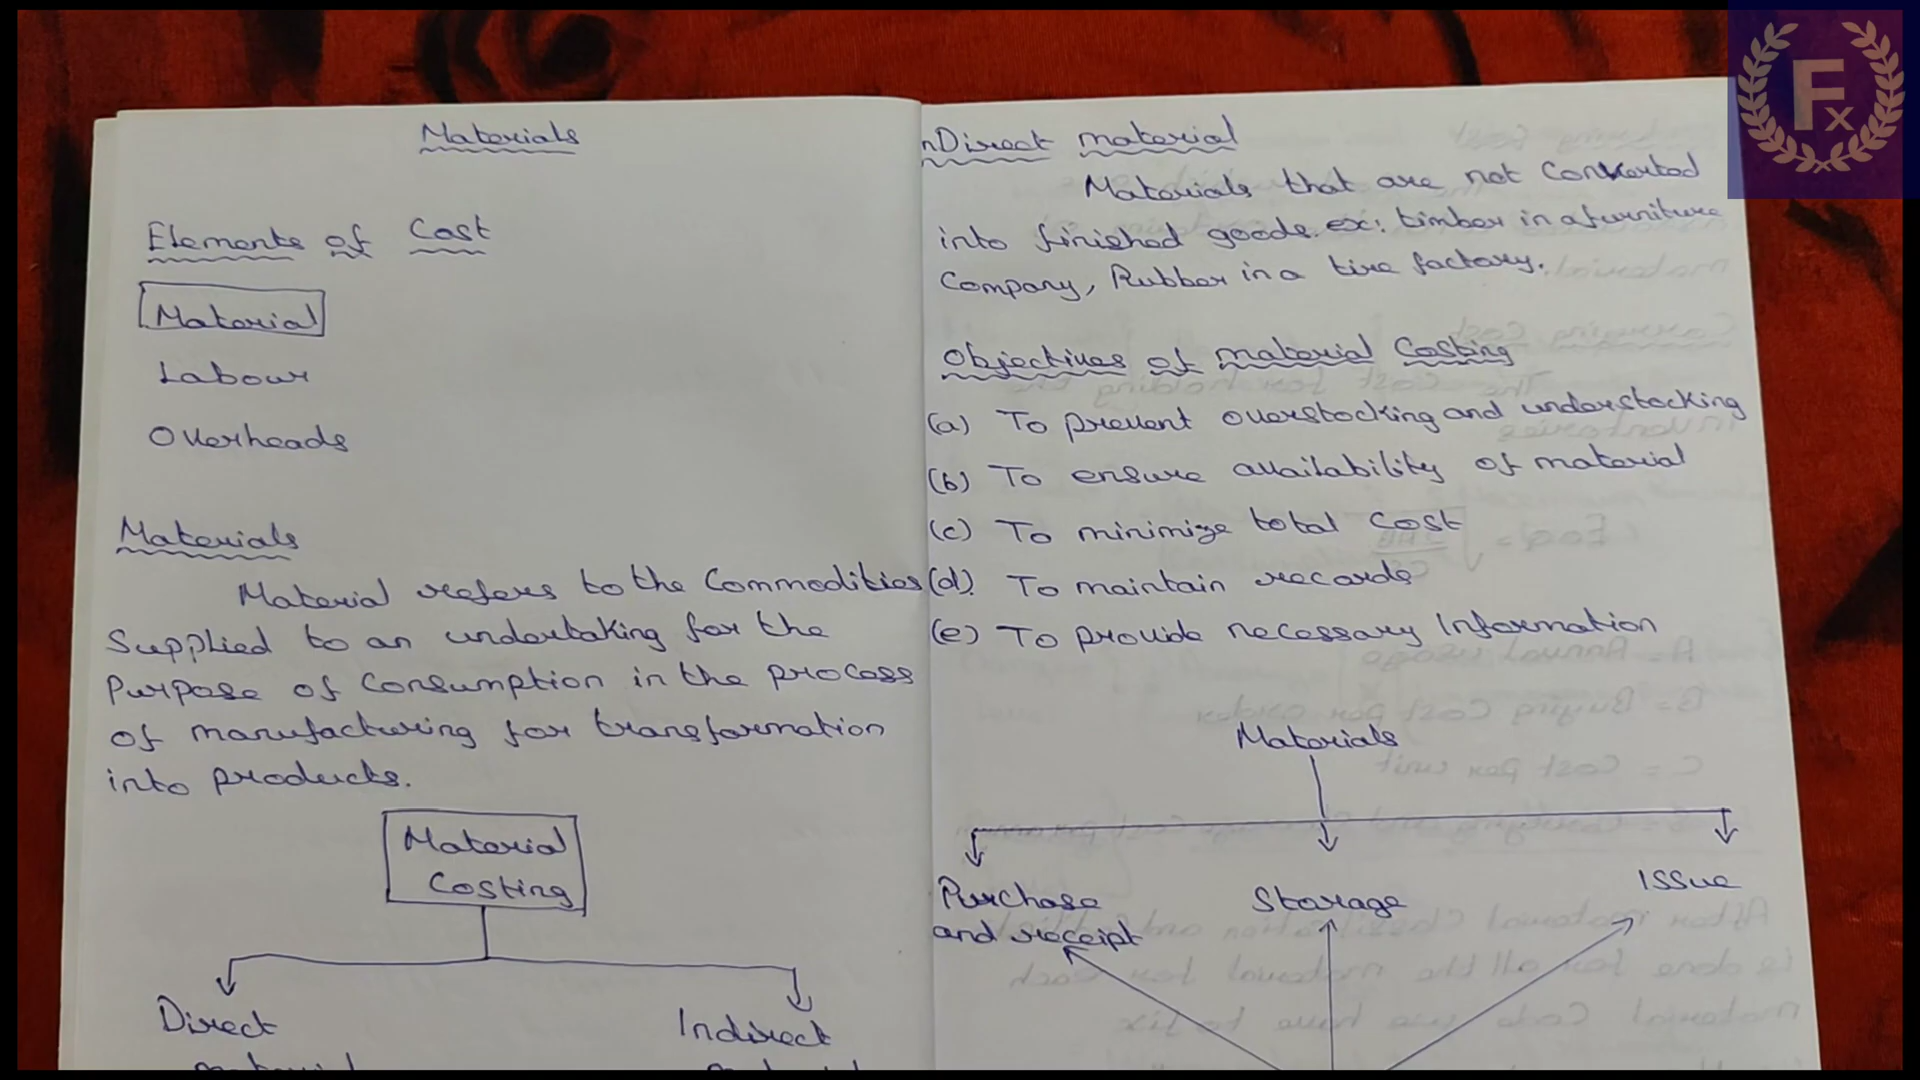 Materials
Elements of Cost
Material
Labour
Overheads
Materials
Material refers to the Commodities
Supplied to an undertaking for the
Purpose of Consumption in the process
of manufacturing for transformation
into products.
Material
Costing
Direct
material
Indirect
nDirect material
Materials that are not Converted
into finished goods. ex: timber in a furniture
Company, Rubber in a tire factory.
Objectives of material Costing
(a) To prevent overstocking and understocking
(b) To ensure availability of material
(c) To minimize total Cost
(d) To maintain records
(e) To provide necessary Information
Materials
Purchase
and receipt
Storage
Issue
Fx